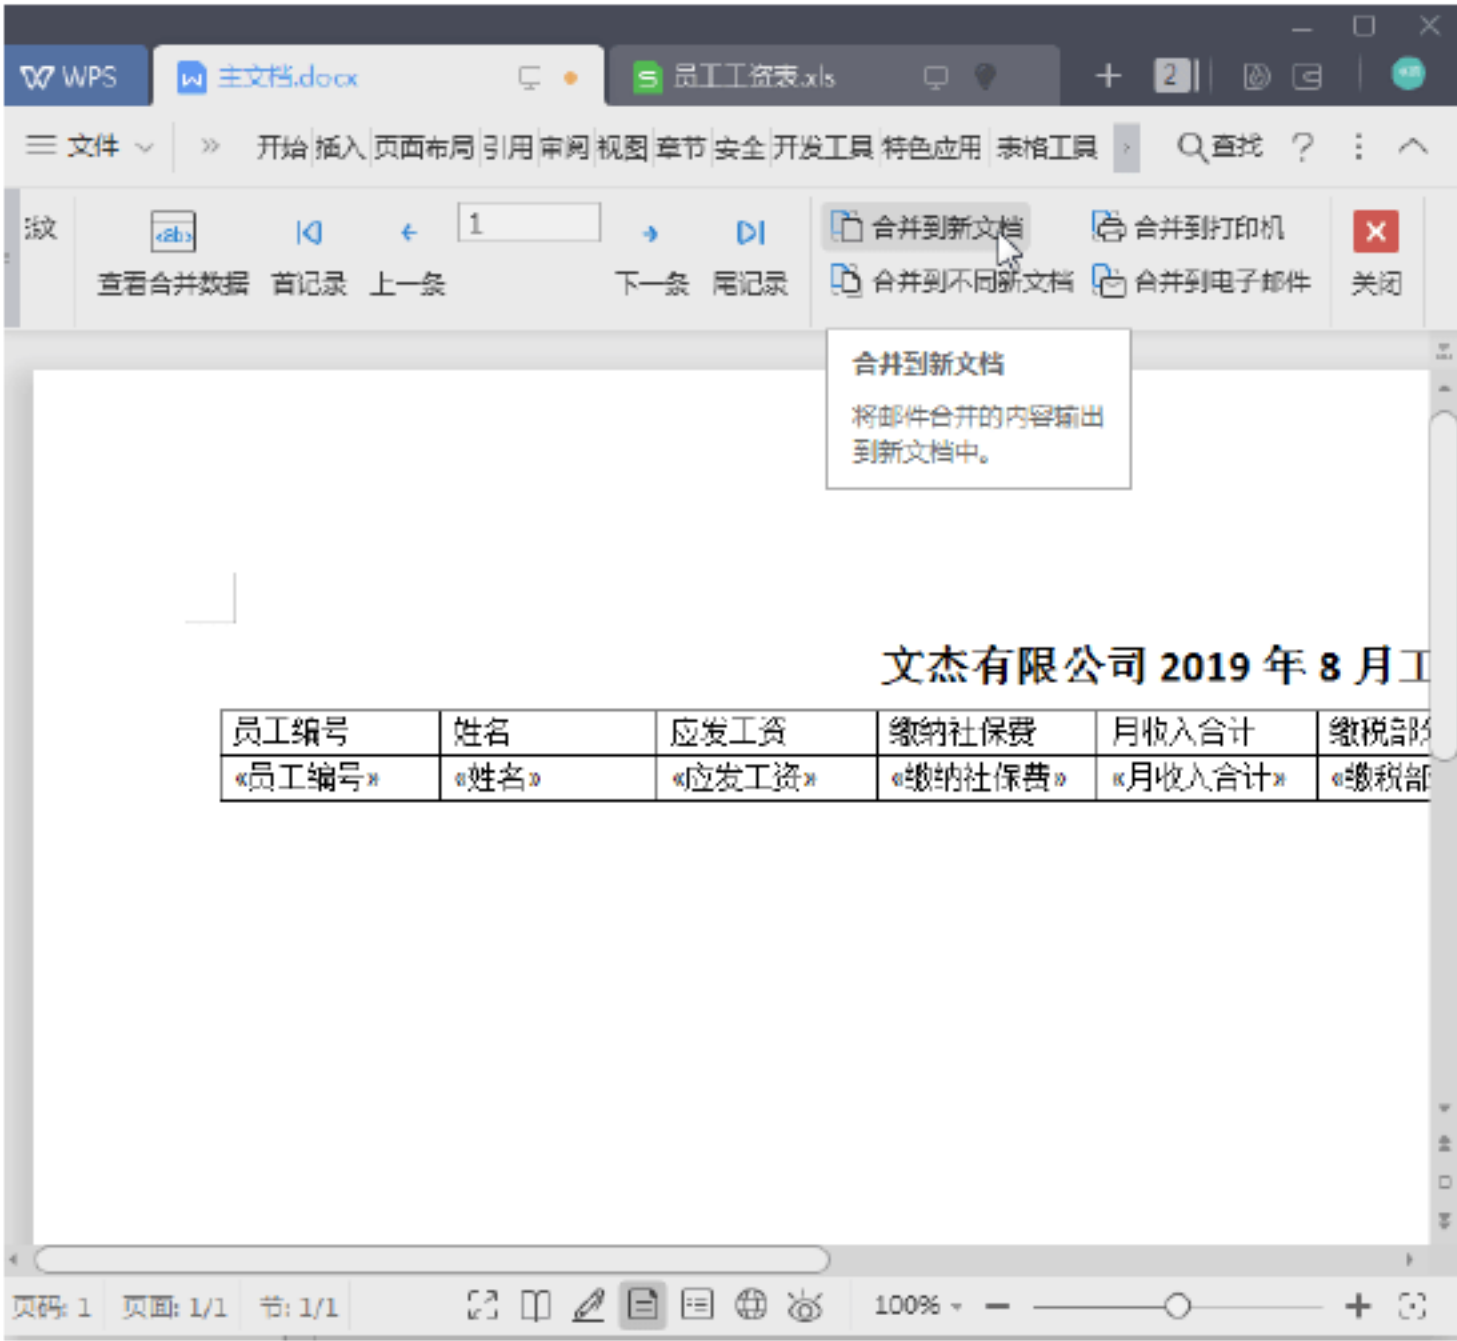 WPS 主文档.docx 员工工资表.xls 2
文件 开始 插入 页面布局 引用 审阅 视图 章节 安全 开发工具 特色应用 表格工具 查找
1 合并到新文档 合并到打印机
查看合并数据 首记录 上一条 下一条 尾记录 合并到不同新文档 合并到电子邮件 关闭
合并到新文档
将邮件合并的内容输出
到新文档中。
文杰有限公司 2019 年 8 月工
员工编号 姓名 应发工资 缴纳社保费 月收入合计 缴税部
«员工编号» «姓名» «应发工资» «缴纳社保费» «月收入合计» «缴税部
页码: 1 页面: 1/1 节: 1/1 100%